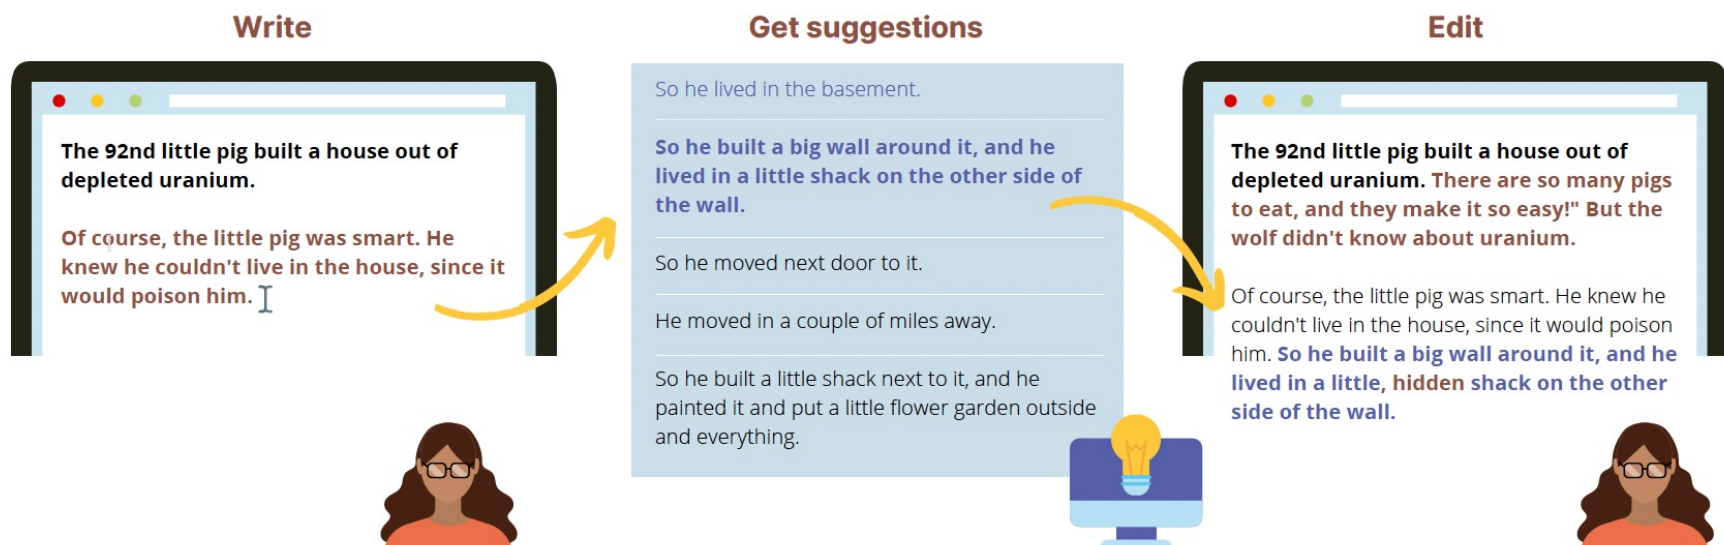 Write
The 92nd little pig built a house out of
depleted uranium.
Of course, the little pig was smart. He
knew he couldn't live in the house, since it
would poison him.
Get suggestions
So he lived in the basement.
So he built a big wall around it, and he
lived in a little shack on the other side of
the wall.
So he moved next door to it.
He moved in a couple of miles away.
So he built a little shack next to it, and he
painted it and put a little flower garden outside
and everything.
Edit
The 92nd little pig built a house out of
depleted uranium. There are so many pigs
to eat, and they make it so easy!" But the
wolf didn't know about uranium.
Of course, the little pig was smart. He knew he
couldn't live in the house, since it would poison
him. So he built a big wall around it, and he
lived in a little, hidden shack on the other
side of the wall.